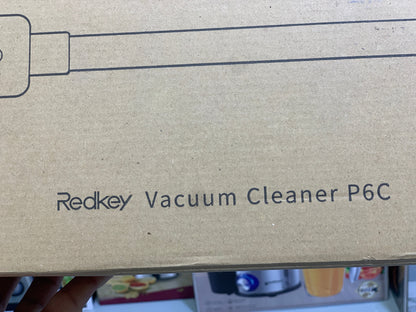 Redkey Vacuum Cleaner P6C